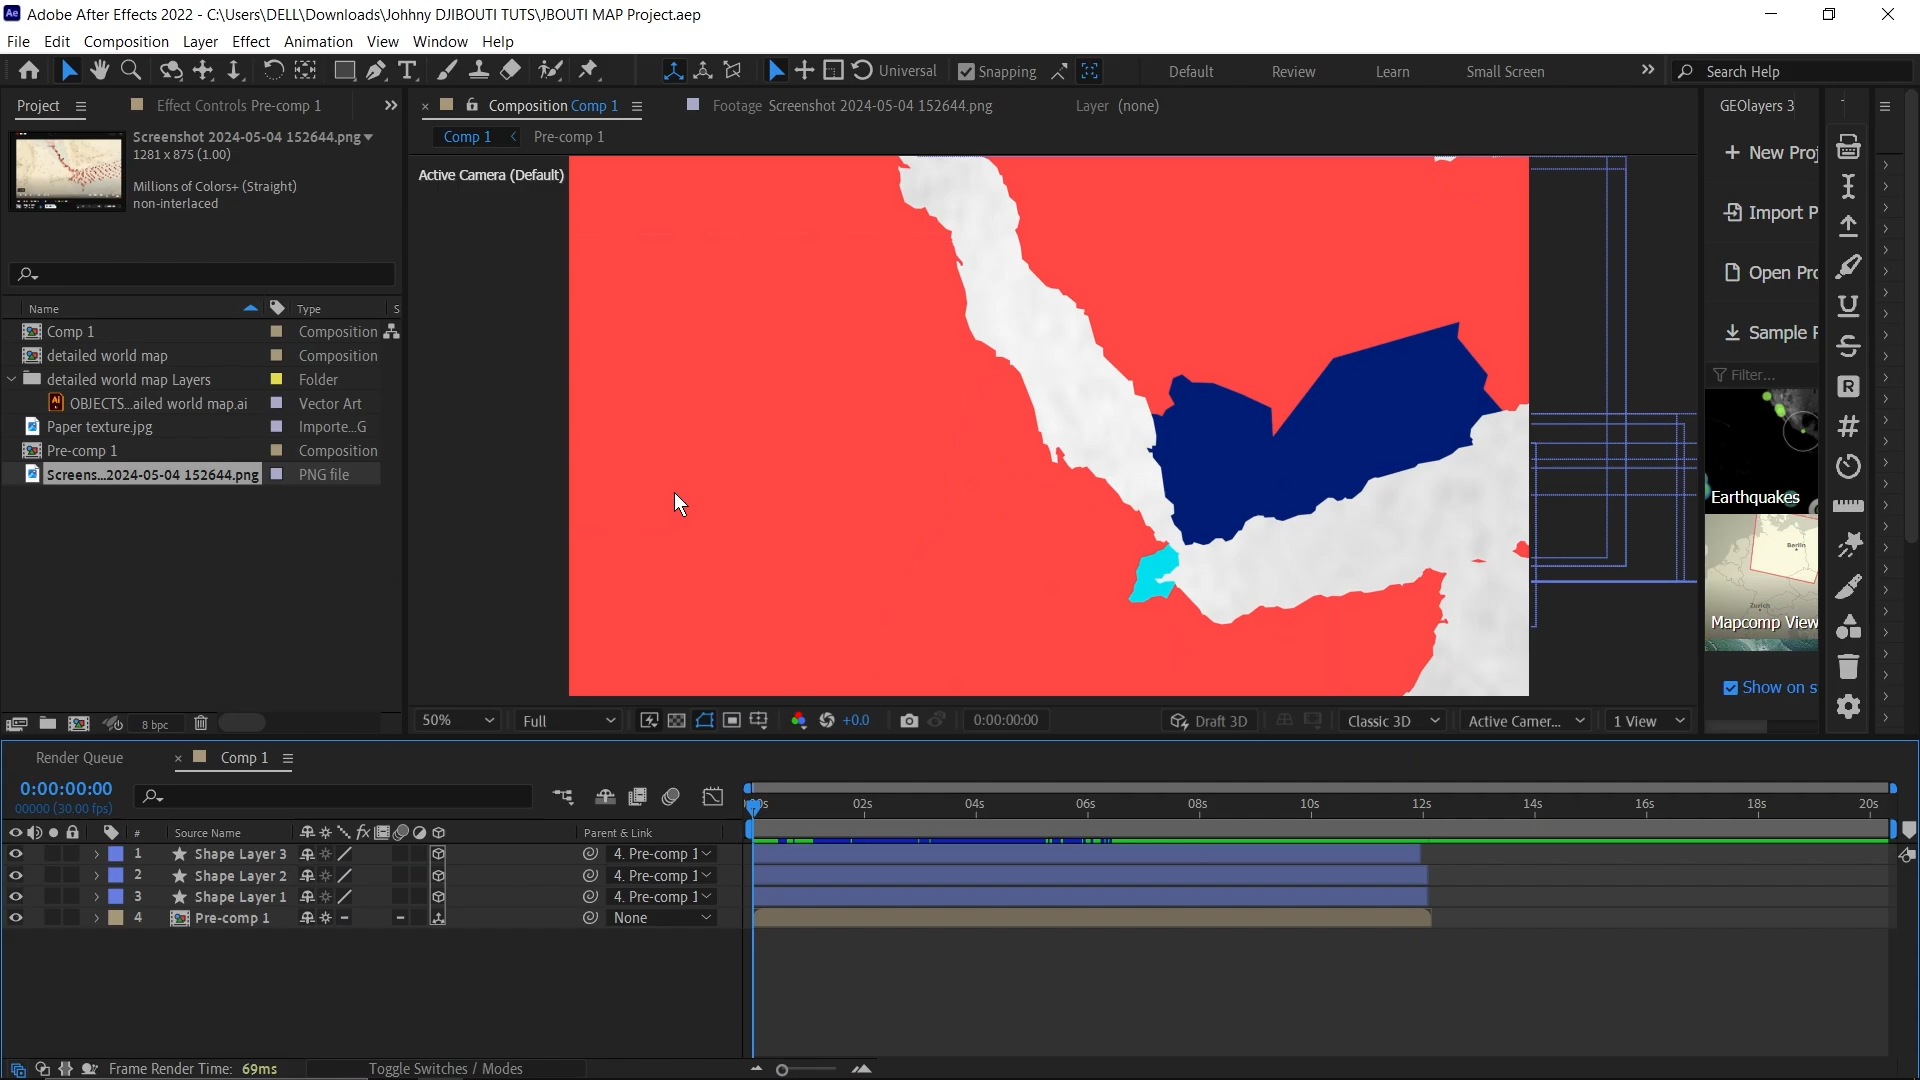 Adobe After Effects 2022 - C:\Users\DELL\Downloads\Johhny DJIBOUTI TUTS\JBOUTI MAP Project.aep
File Edit Composition Layer Effect Animation View Window Help
Universal Snapping Default Review Learn Small Screen Search Help
Project Effect Controls Pre-comp 1 Composition Comp 1 Footage Screenshot 2024-05-04 152644.png Layer (none) GEOlayers 3
Comp 1 Pre-comp 1
Screenshot 2024-05-04 152644.png
1281 x 875 (1.00)
Millions of Colors+ (Straight)
non-interlaced
Active Camera (Default)
New Proj
Import P
Open Pro
Sample F
Filter...
Earthquakes
Berlin
Zurich
Mapcomp View
Show on s
Name Type S
Comp 1 Composition
detailed world map Composition
detailed world map Layers Folder
OBJECTS...ailed world map.ai Vector Art
Paper texture.jpg Importe...G
Pre-comp 1 Composition
Screens...2024-05-04 152644.png PNG file
8 bpc
50% Full +0.0 0:00:00:00 Draft 3D Classic 3D Active Camer... 1 View
Render Queue Comp 1
0:00:00:00
00000 (30.00 fps)
02s 04s 06s 08s 10s 12s 14s 16s 18s 20s
# Source Name Parent & Link
1 Shape Layer 3 4. Pre-comp 1
2 Shape Layer 2 4. Pre-comp 1
3 Shape Layer 1 4. Pre-comp 1
4 Pre-comp 1 None
Frame Render Time: 69ms Toggle Switches / Modes